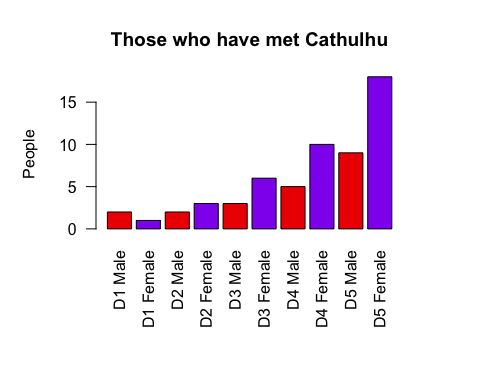 Those who have met Cathulhu
People
15
10
5
0
D1 Male
D1 Female
D2 Male
D2 Female
D3 Male
D3 Female
D4 Male
D4 Female
D5 Male
D5 Female